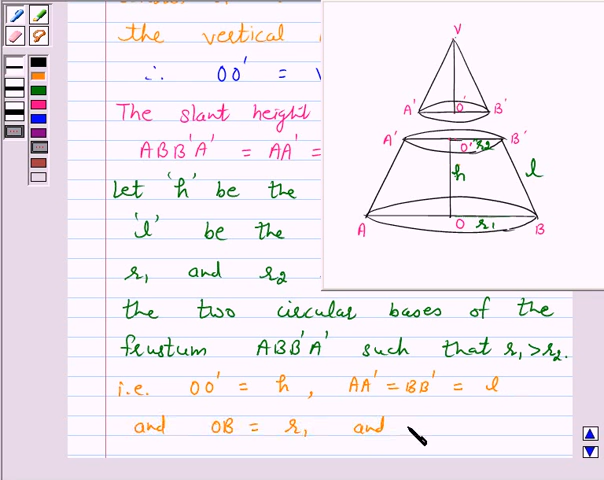 the vertical
∴ OO' = V
The slant height
ABB'A' = AA' =
Let 'h' be the
'l' be the
r₁ and r₂
the two circular bases of the
frustum ABB'A' such that r₁>r₂.
i.e. OO' = h, AA' = BB' = l
and OB = r₁ and
V
A' O' B'
A' B'
O' r₂
h l
A O r₁ B